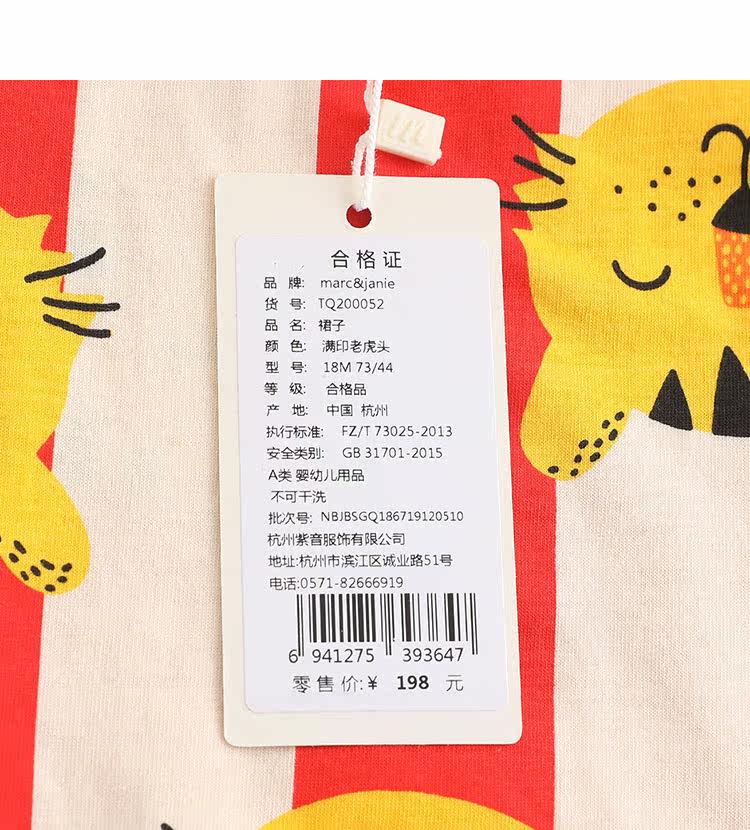 合格证
品 牌: marc&janie
货 号: TQ200052
品 名: 裙子
颜 色: 满印老虎头
型 号: 18M 73/44
等 级: 合格品
产 地: 中国 杭州
执行标准: FZ/T 73025-2013
安全类别: GB 31701-2015
A类 婴幼儿用品
不可干洗
批次号: NBJBSGQ186719120510
杭州紫音服饰有限公司
地址:杭州市滨江区诚业路51号
电话:0571-82666919
6 941275 393647
零售价:¥ 198 元